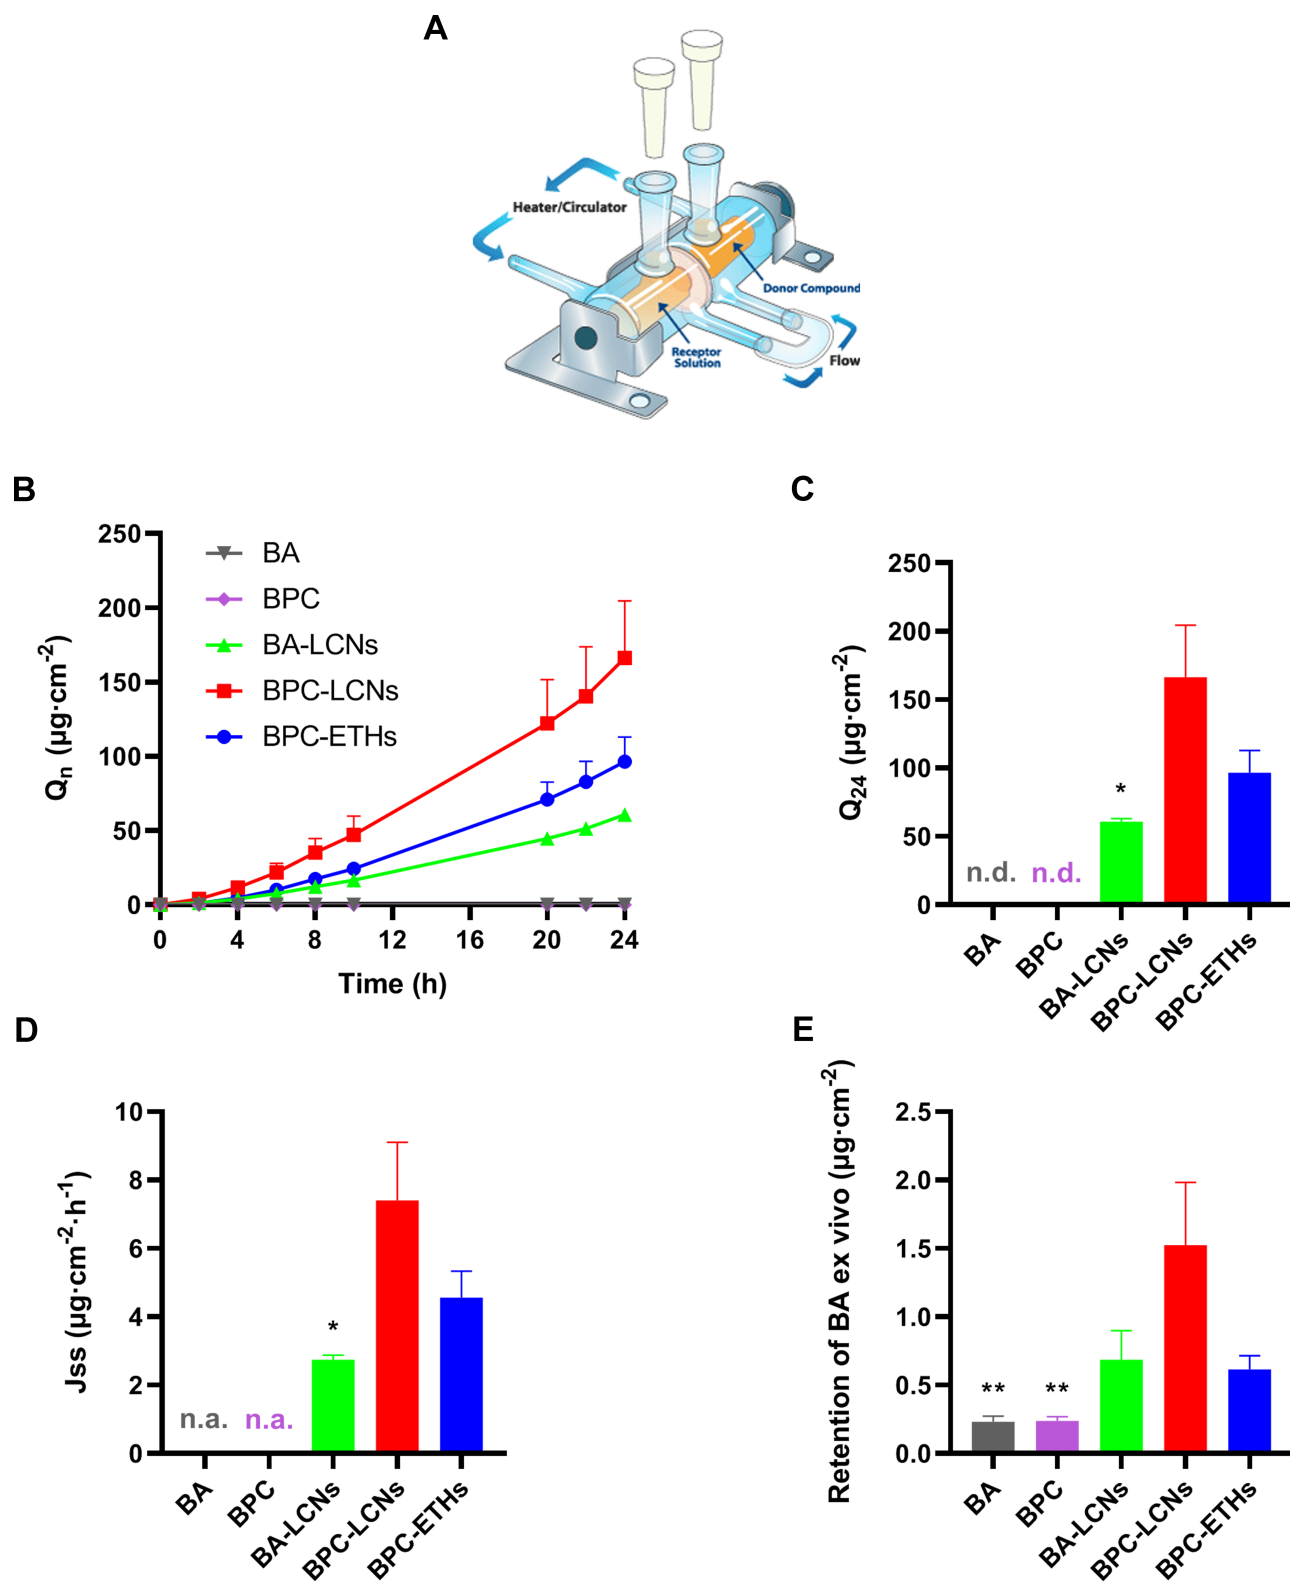 A
Heater/Circulator
Donor Compound
Receptor
Solution
Flow
B
250
200
150
100
50
0
Qn (µg·cm-2)
BA
BPC
BA-LCNs
BPC-LCNs
BPC-ETHs
0 4 8 12 16 20 24
Time (h)
C
250
200
150
100
50
0
Q24 (µg·cm-2)
n.d. n.d. *
BA BPC BA-LCNs BPC-LCNs BPC-ETHs
D
10
8
6
4
2
0
Jss (µg·cm-2·h-1)
n.a. n.a. *
BA BPC BA-LCNs BPC-LCNs BPC-ETHs
E
2.5
2.0
1.5
1.0
0.5
0.0
Retention of BA ex vivo (µg·cm-2)
** **
BA BPC BA-LCNs BPC-LCNs BPC-ETHs